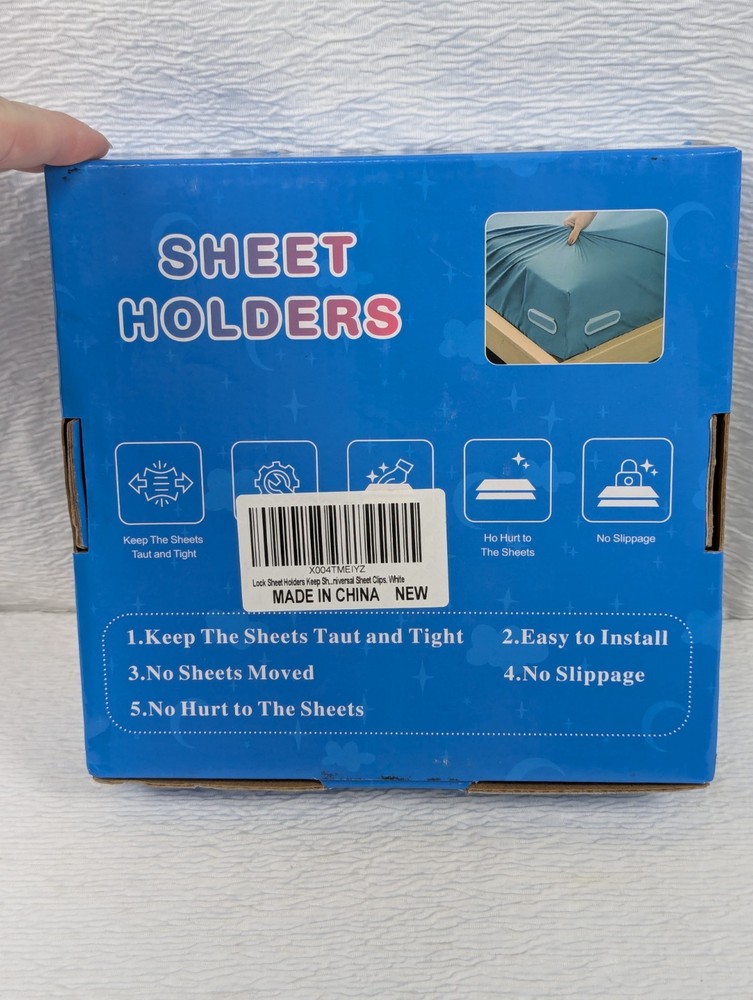 SHEET
HOLDERS
Keep The Sheets
Taut and Tight
Ho Hurt to
The Sheets
No Slippage
X004TMEIYZ
Lock Sheet Holders Keep Sh...niversal Sheet Clips, White
MADE IN CHINA NEW
1.Keep The Sheets Taut and Tight 2.Easy to Install
3.No Sheets Moved 4.No Slippage
5.No Hurt to The Sheets